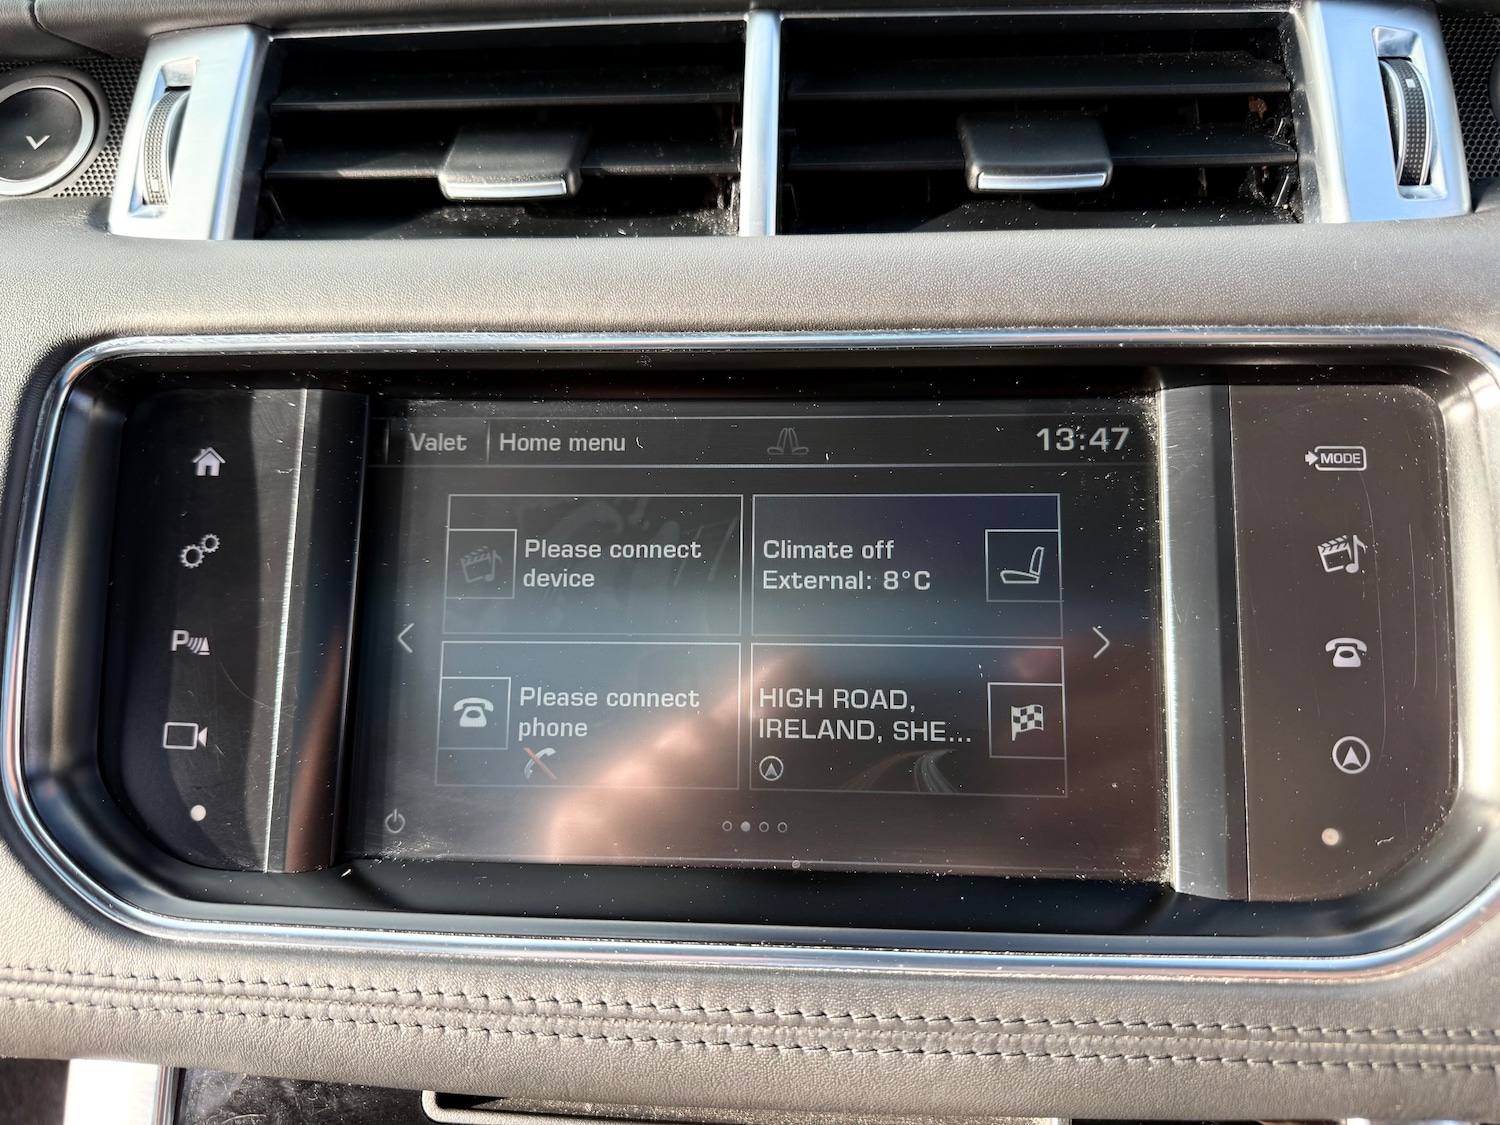 Valet Home menu 13:47
Please connect
device
Climate off
External: 8°C
Please connect
phone
HIGH ROAD,
IRELAND, SHE...
P
MODE